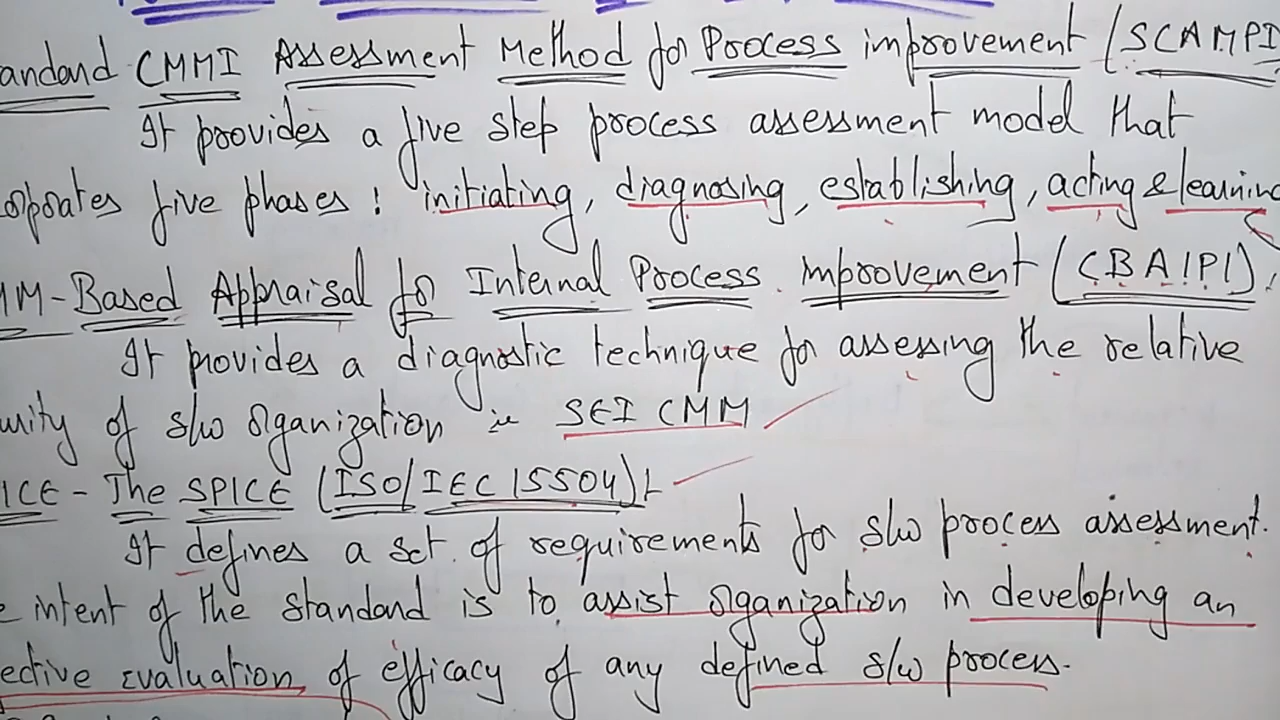 andard CMMI Assessment Method for Process improvement (SCAMPI
It provides a five step process assessment model that
orporates five phases : initiating, diagnosing, establishing, acting & learning
MM-Based Appraisal for Internal Process improvement (CBAIPI).
It provides a diagnostic technique for assessing the relative
urity of s/w organization in SEI CMM
ICE - The SPICE (ISO/IEC 15504):-
It defines a set of requirements for s/w process assessment.
e intent of the standard is to assist organization in developing an
ective evaluation of efficacy of any defined s/w process.